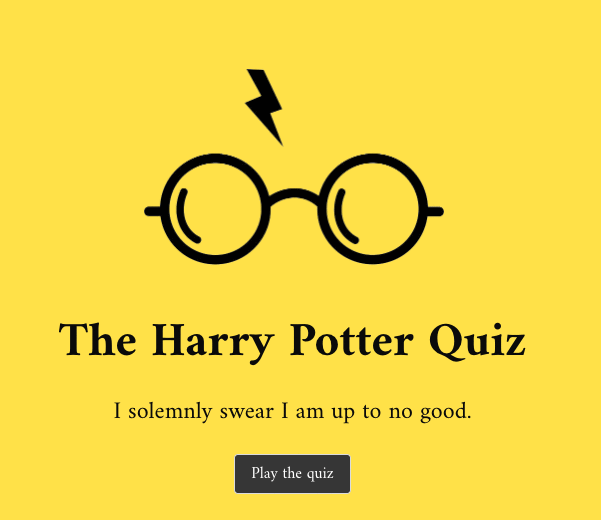 The Harry Potter Quiz
I solemnly swear I am up to no good.
Play the quiz